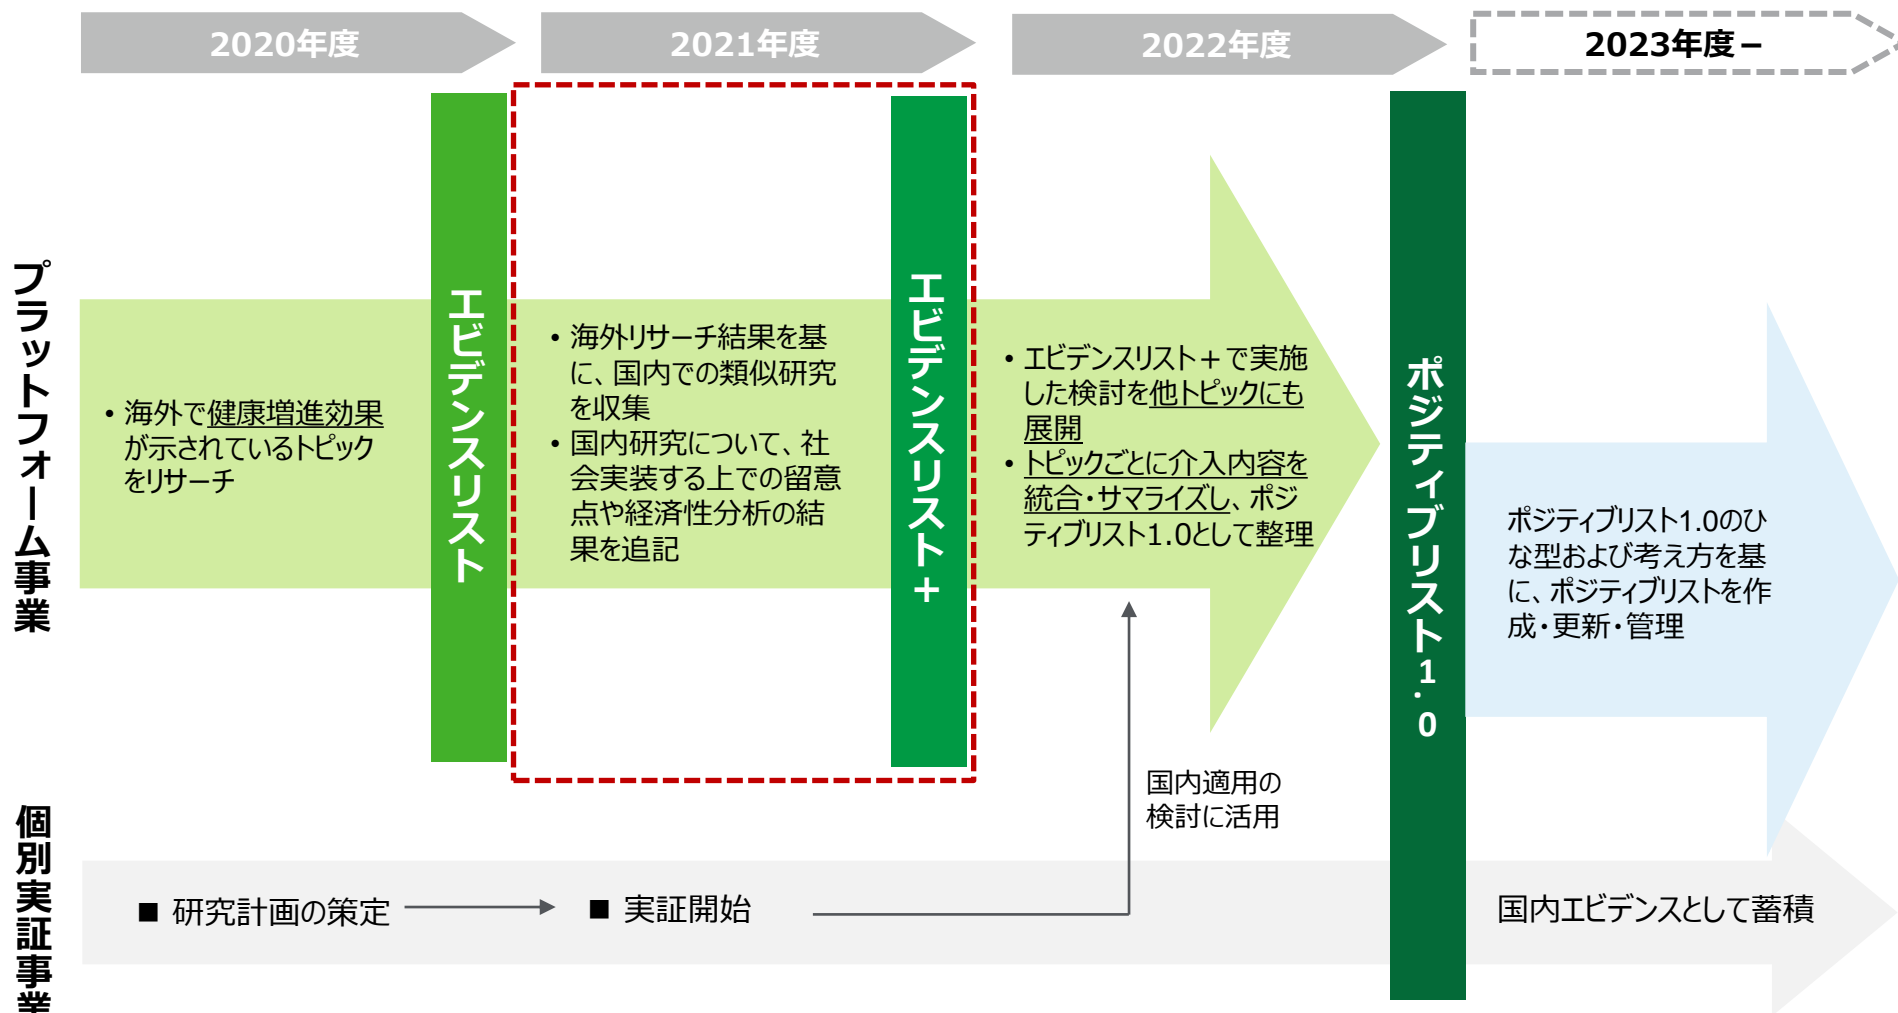 2020年度
2021年度
2022年度
2023年度－
プラットフォーム事業
・海外で健康増進効果
が示されているトピック
をリサーチ
エビデンスリスト
・海外リサーチ結果を基
に、国内での類似研究
を収集
・国内研究について、社
会実装する上での留意
点や経済性分析の結
果を追記
エビデンスリスト＋
・エビデンスリスト＋で実施
した検討を他トピックにも
展開
・トピックごとに介入内容を
統合・サマライズし、ポジ
ティブリスト1.0として整理
ポジティブリスト1.0
ポジティブリスト1.0のひ
な型および考え方を基
に、ポジティブリストを作
成・更新・管理
国内適用の
検討に活用
個別実証事業
■ 研究計画の策定
■ 実証開始
国内エビデンスとして蓄積